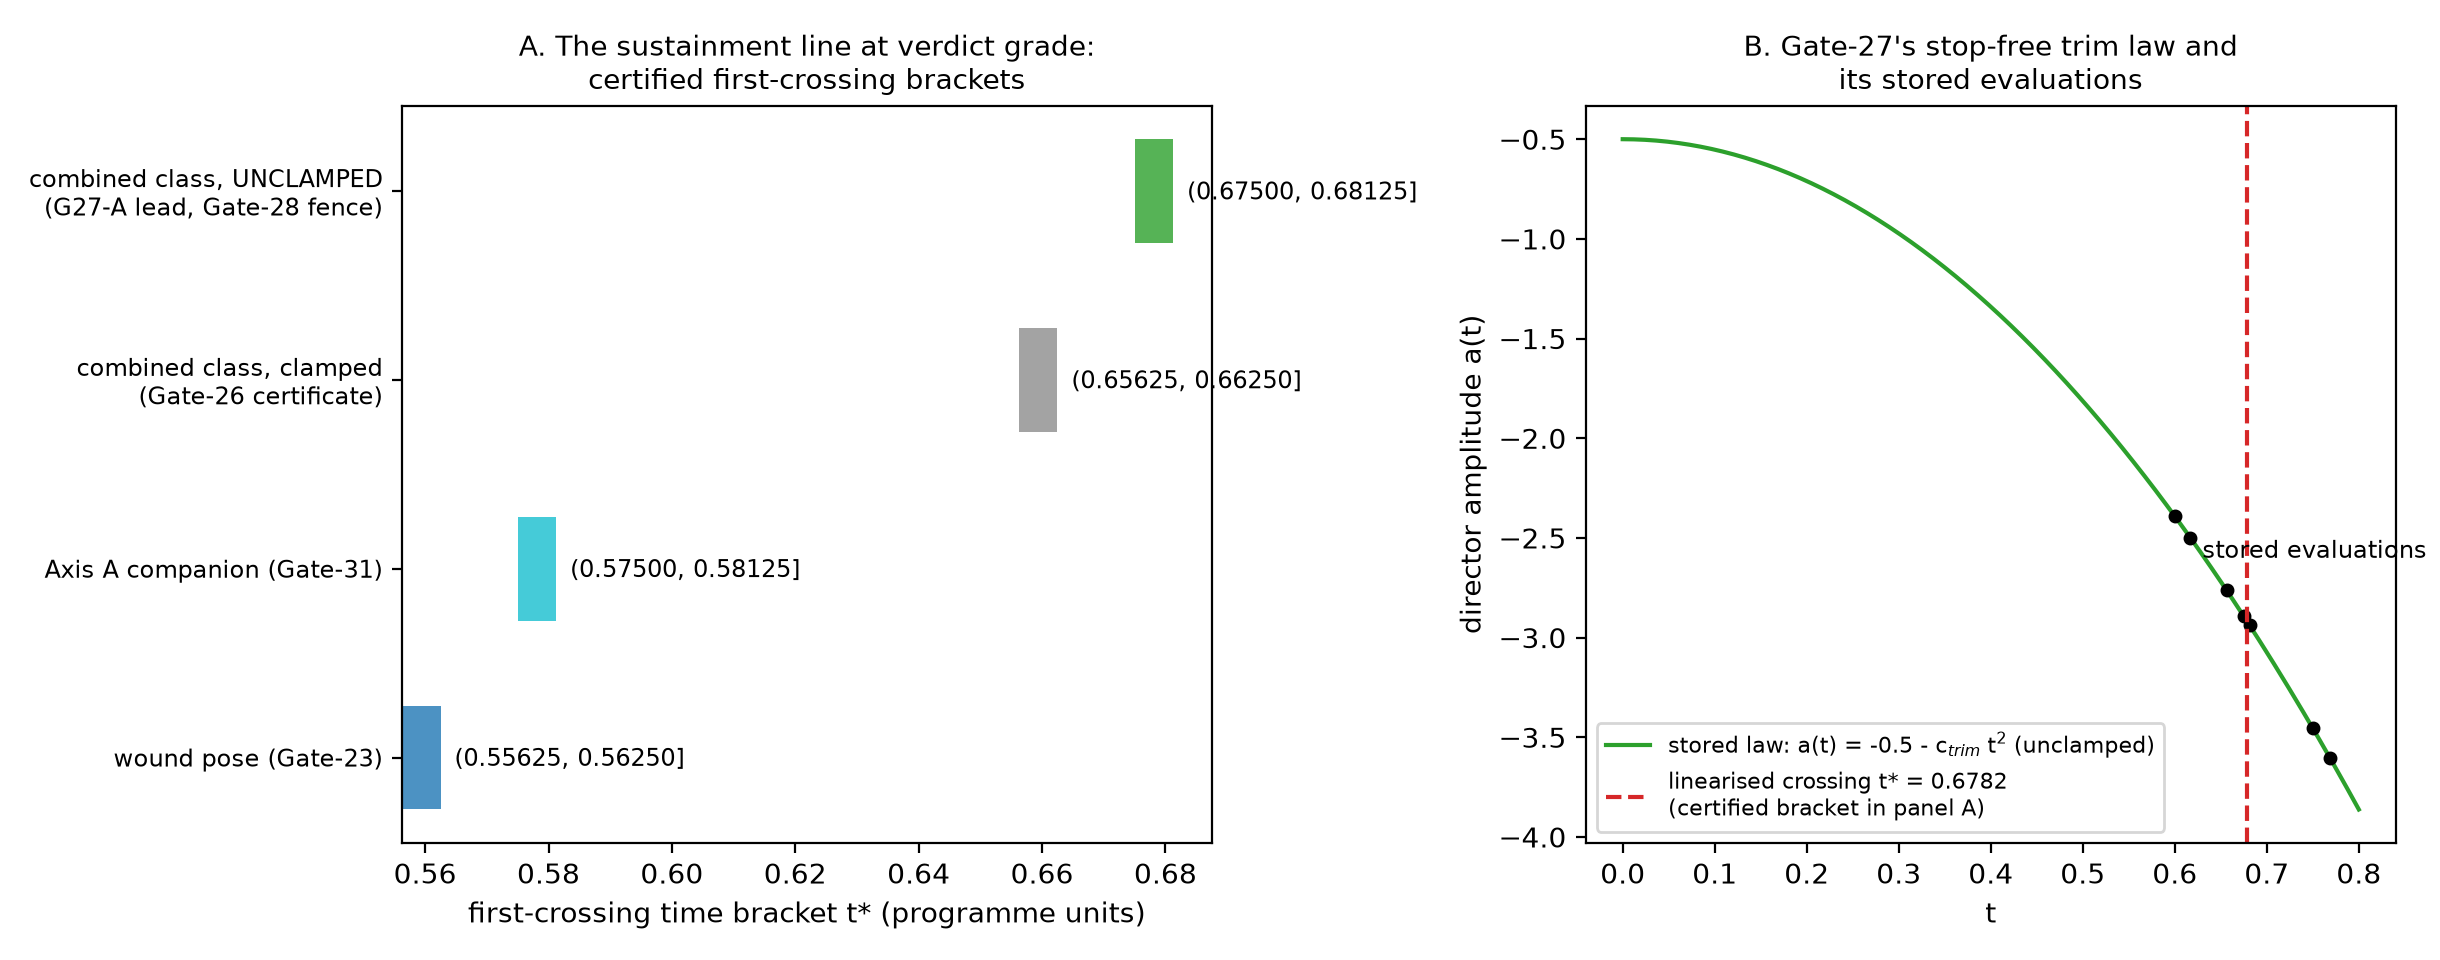 A. The sustainment line at verdict grade:
certified first-crossing brackets
combined class, UNCLAMPED
(G27-A lead, Gate-28 fence)
(0.67500, 0.68125]
combined class, clamped
(Gate-26 certificate)
(0.65625, 0.66250]
Axis A companion (Gate-31)
(0.57500, 0.58125]
wound pose (Gate-23)
(0.55625, 0.56250]
0.56 0.58 0.60 0.62 0.64 0.66 0.68
first-crossing time bracket t* (programme units)
B. Gate-27's stop-free trim law and
its stored evaluations
director amplitude a(t)
−0.5
−1.0
−1.5
−2.0
−2.5
−3.0
−3.5
−4.0
stored evaluations
stored law: a(t) = -0.5 - c_trim t² (unclamped)
linearised crossing t* = 0.6782
(certified bracket in panel A)
0.0 0.1 0.2 0.3 0.4 0.5 0.6 0.7 0.8
t